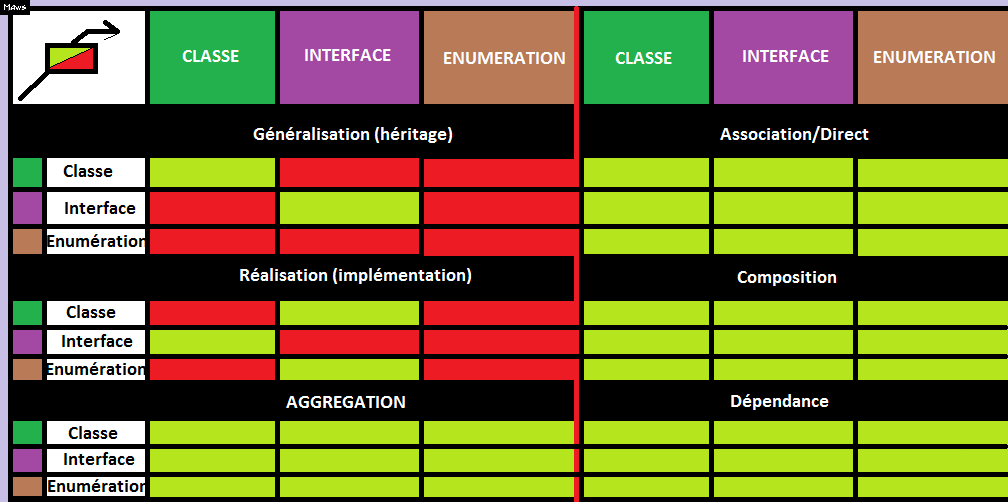 Maws
CLASSE INTERFACE ENUMERATION CLASSE INTERFACE ENUMERATION
Généralisation (héritage) Association/Direct
Classe
Interface
Enumération
Réalisation (implémentation) Composition
Classe
Interface
Enumération
AGGREGATION Dépendance
Classe
Interface
Enumération